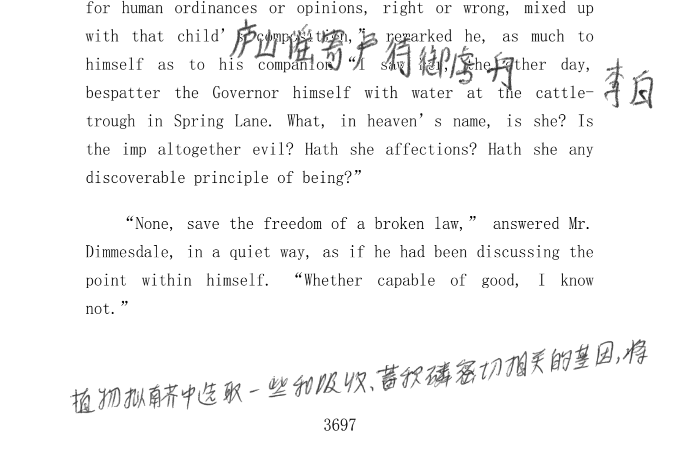 for human ordinances or opinions, right or wrong, mixed up
with that child’s composition,” remarked he, as much to
庐山谣寄卢侍御虚舟
himself as to his companion. “I saw her, the other day,
李白
bespatter the Governor himself with water at the cattle-
trough in Spring Lane. What, in heaven’s name, is she? Is
the imp altogether evil? Hath she affections? Hath she any
discoverable principle of being?”
“None, save the freedom of a broken law,” answered Mr.
Dimmesdale, in a quiet way, as if he had been discussing the
point within himself. “Whether capable of good, I know
not.”
植物拟南芥中选取一些和吸收、蓄积磷密切相关的基因,将
3697